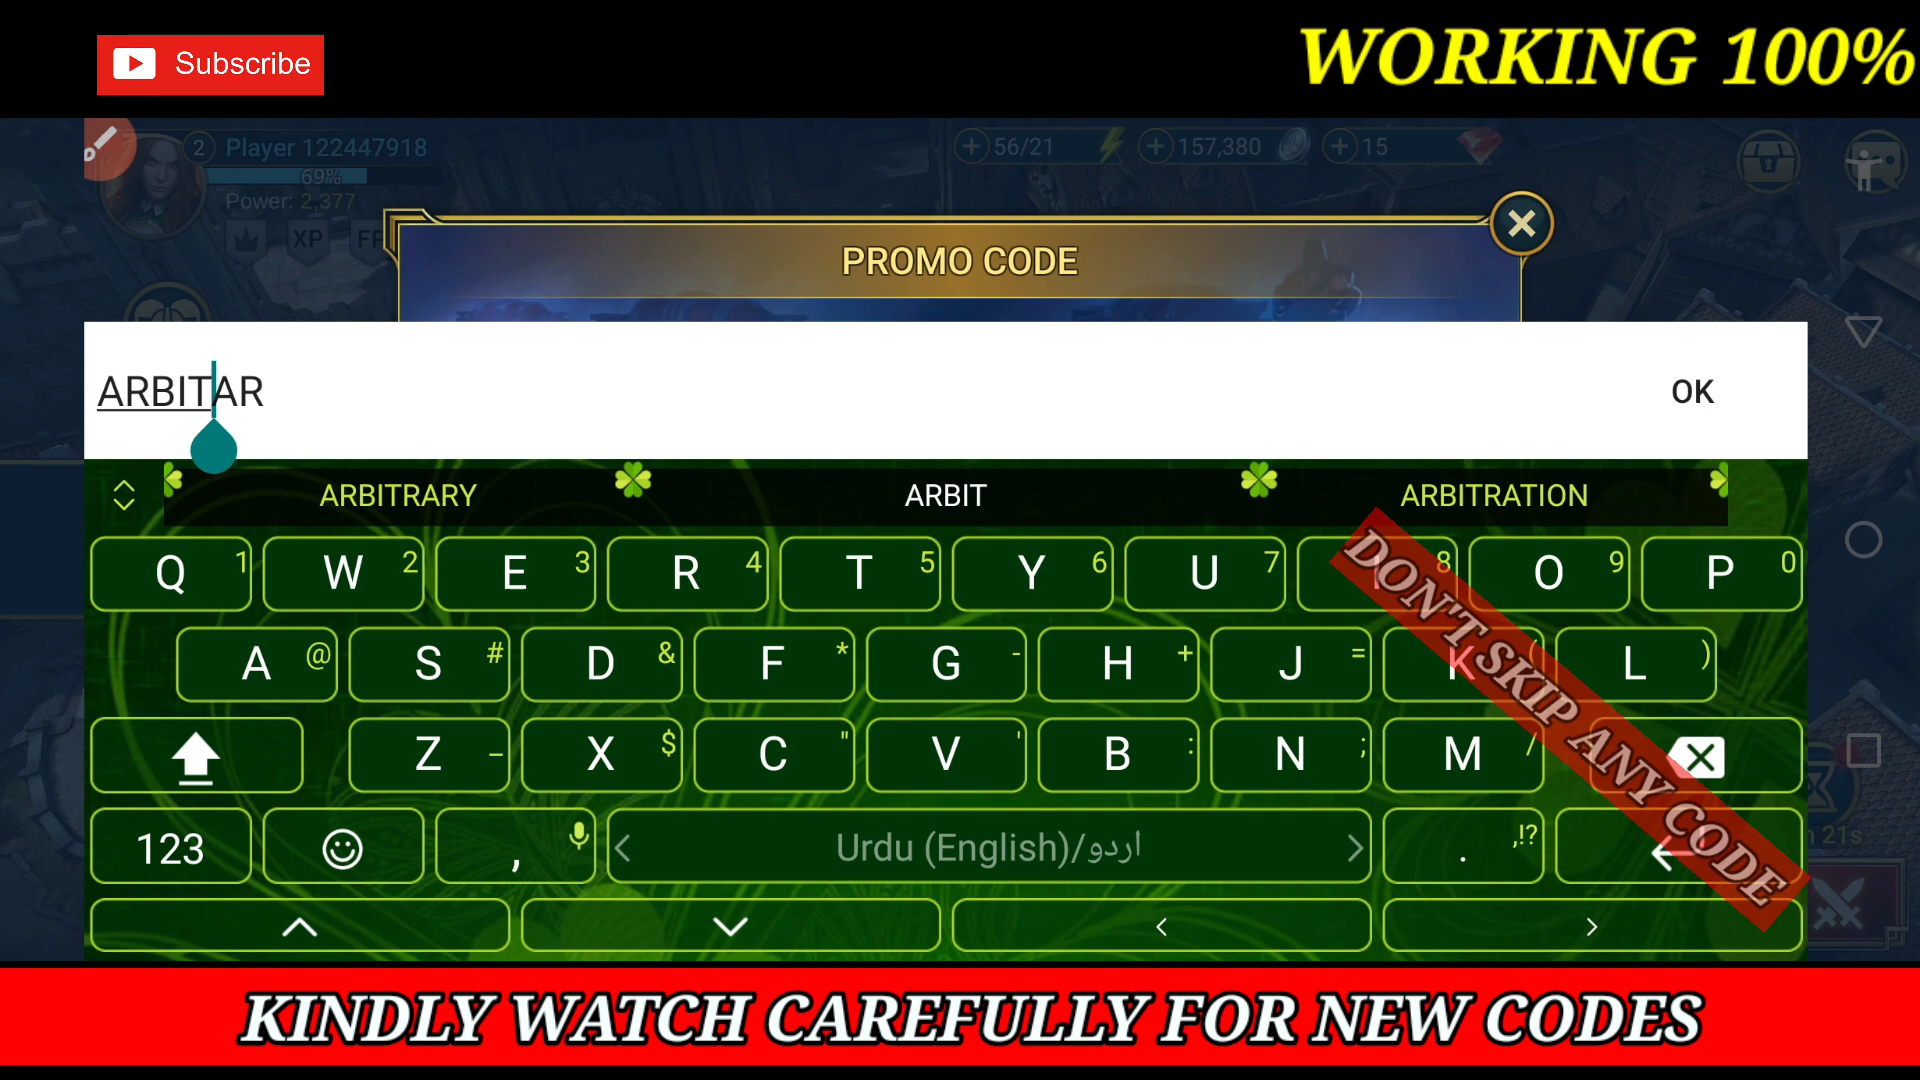 Subscribe
WORKING 100%
2 Player 122447918
69%
Power: 2,377
XP
56/21
157,380
15
PROMO CODE
ARBITAR
OK
ARBITRARY ARBIT ARBITRATION
Q 1 W 2 E 3 R 4 T 5 Y 6 U 7 I 8 O 9 P 0
A @ S # D & F * G - H + J = K ( L )
Z _ X $ C " V ' B : N ; M /
123 , Urdu (English)/اردو . ,!?
DON'T SKIP ANY CODE
21s
KINDLY WATCH CAREFULLY FOR NEW CODES